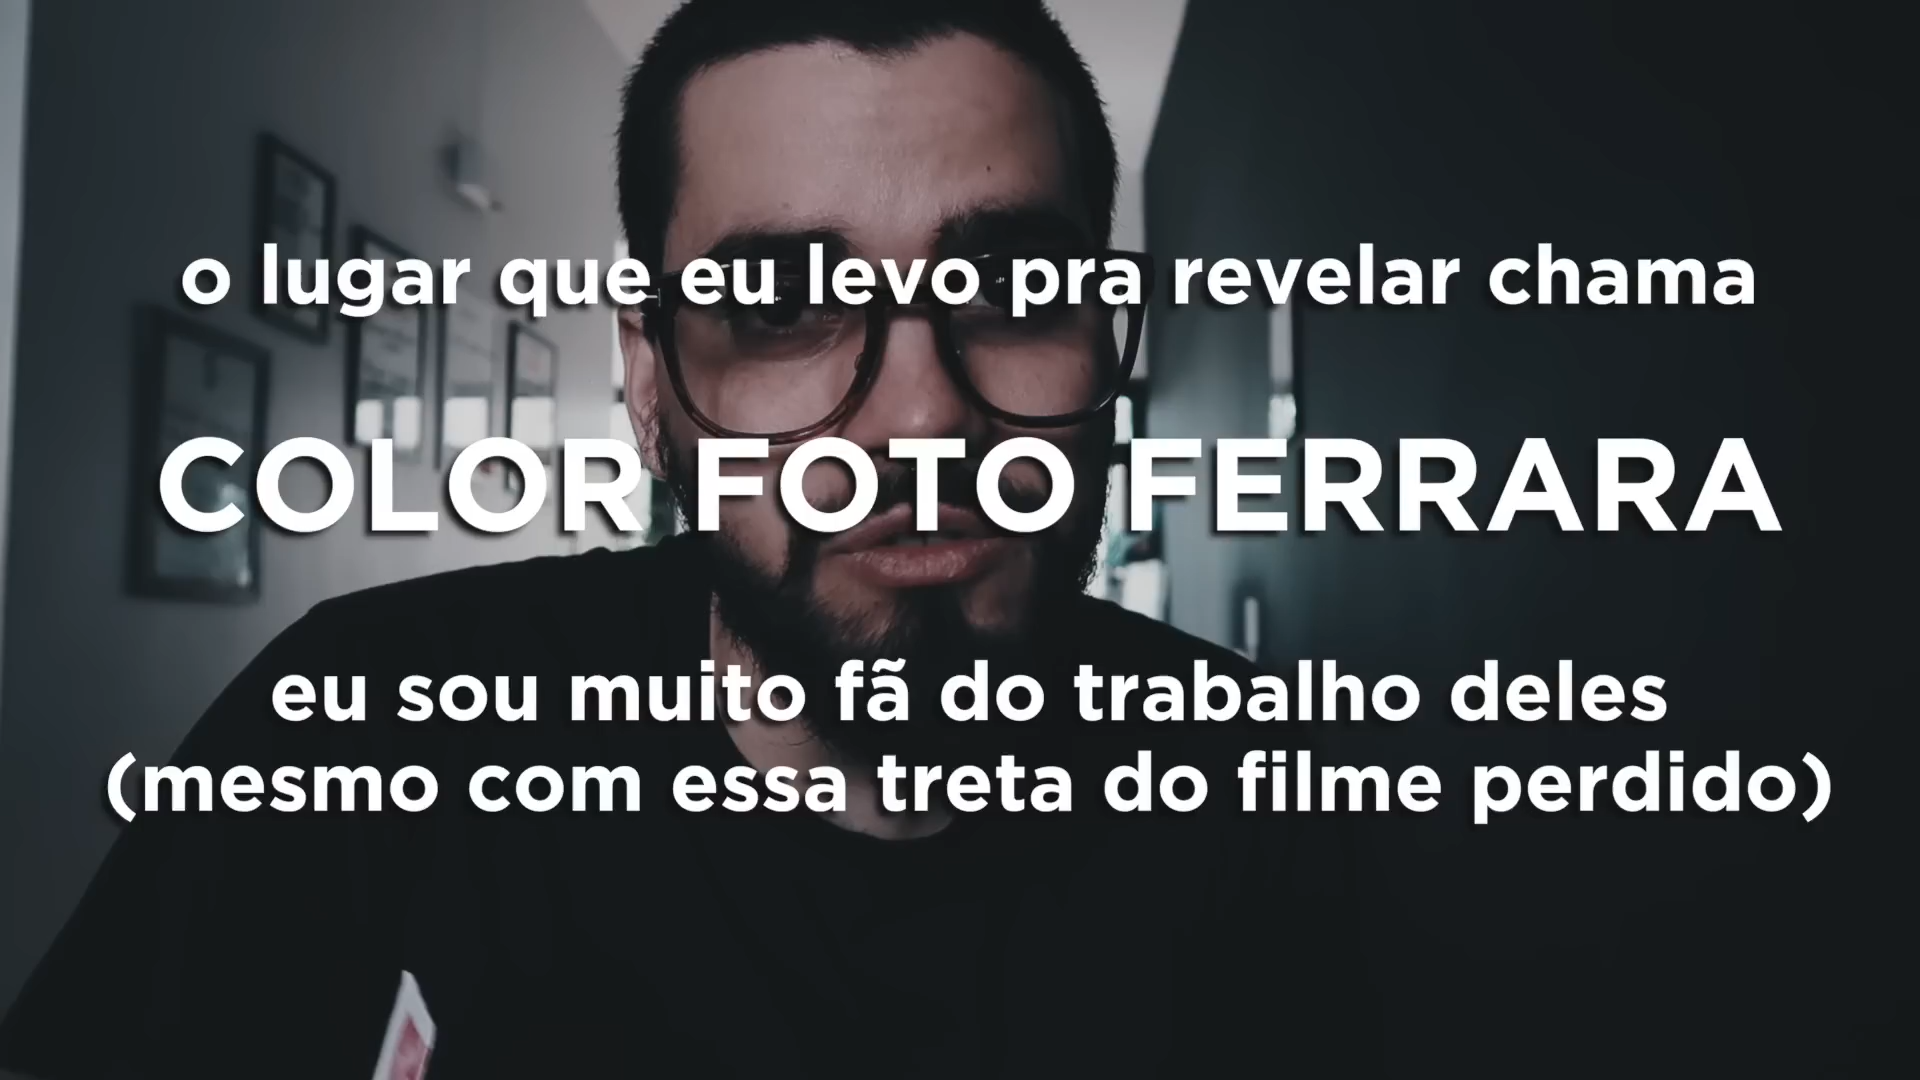 o lugar que eu levo pra revelar chama
COLOR FOTO FERRARA
eu sou muito fã do trabalho deles
(mesmo com essa treta do filme perdido)